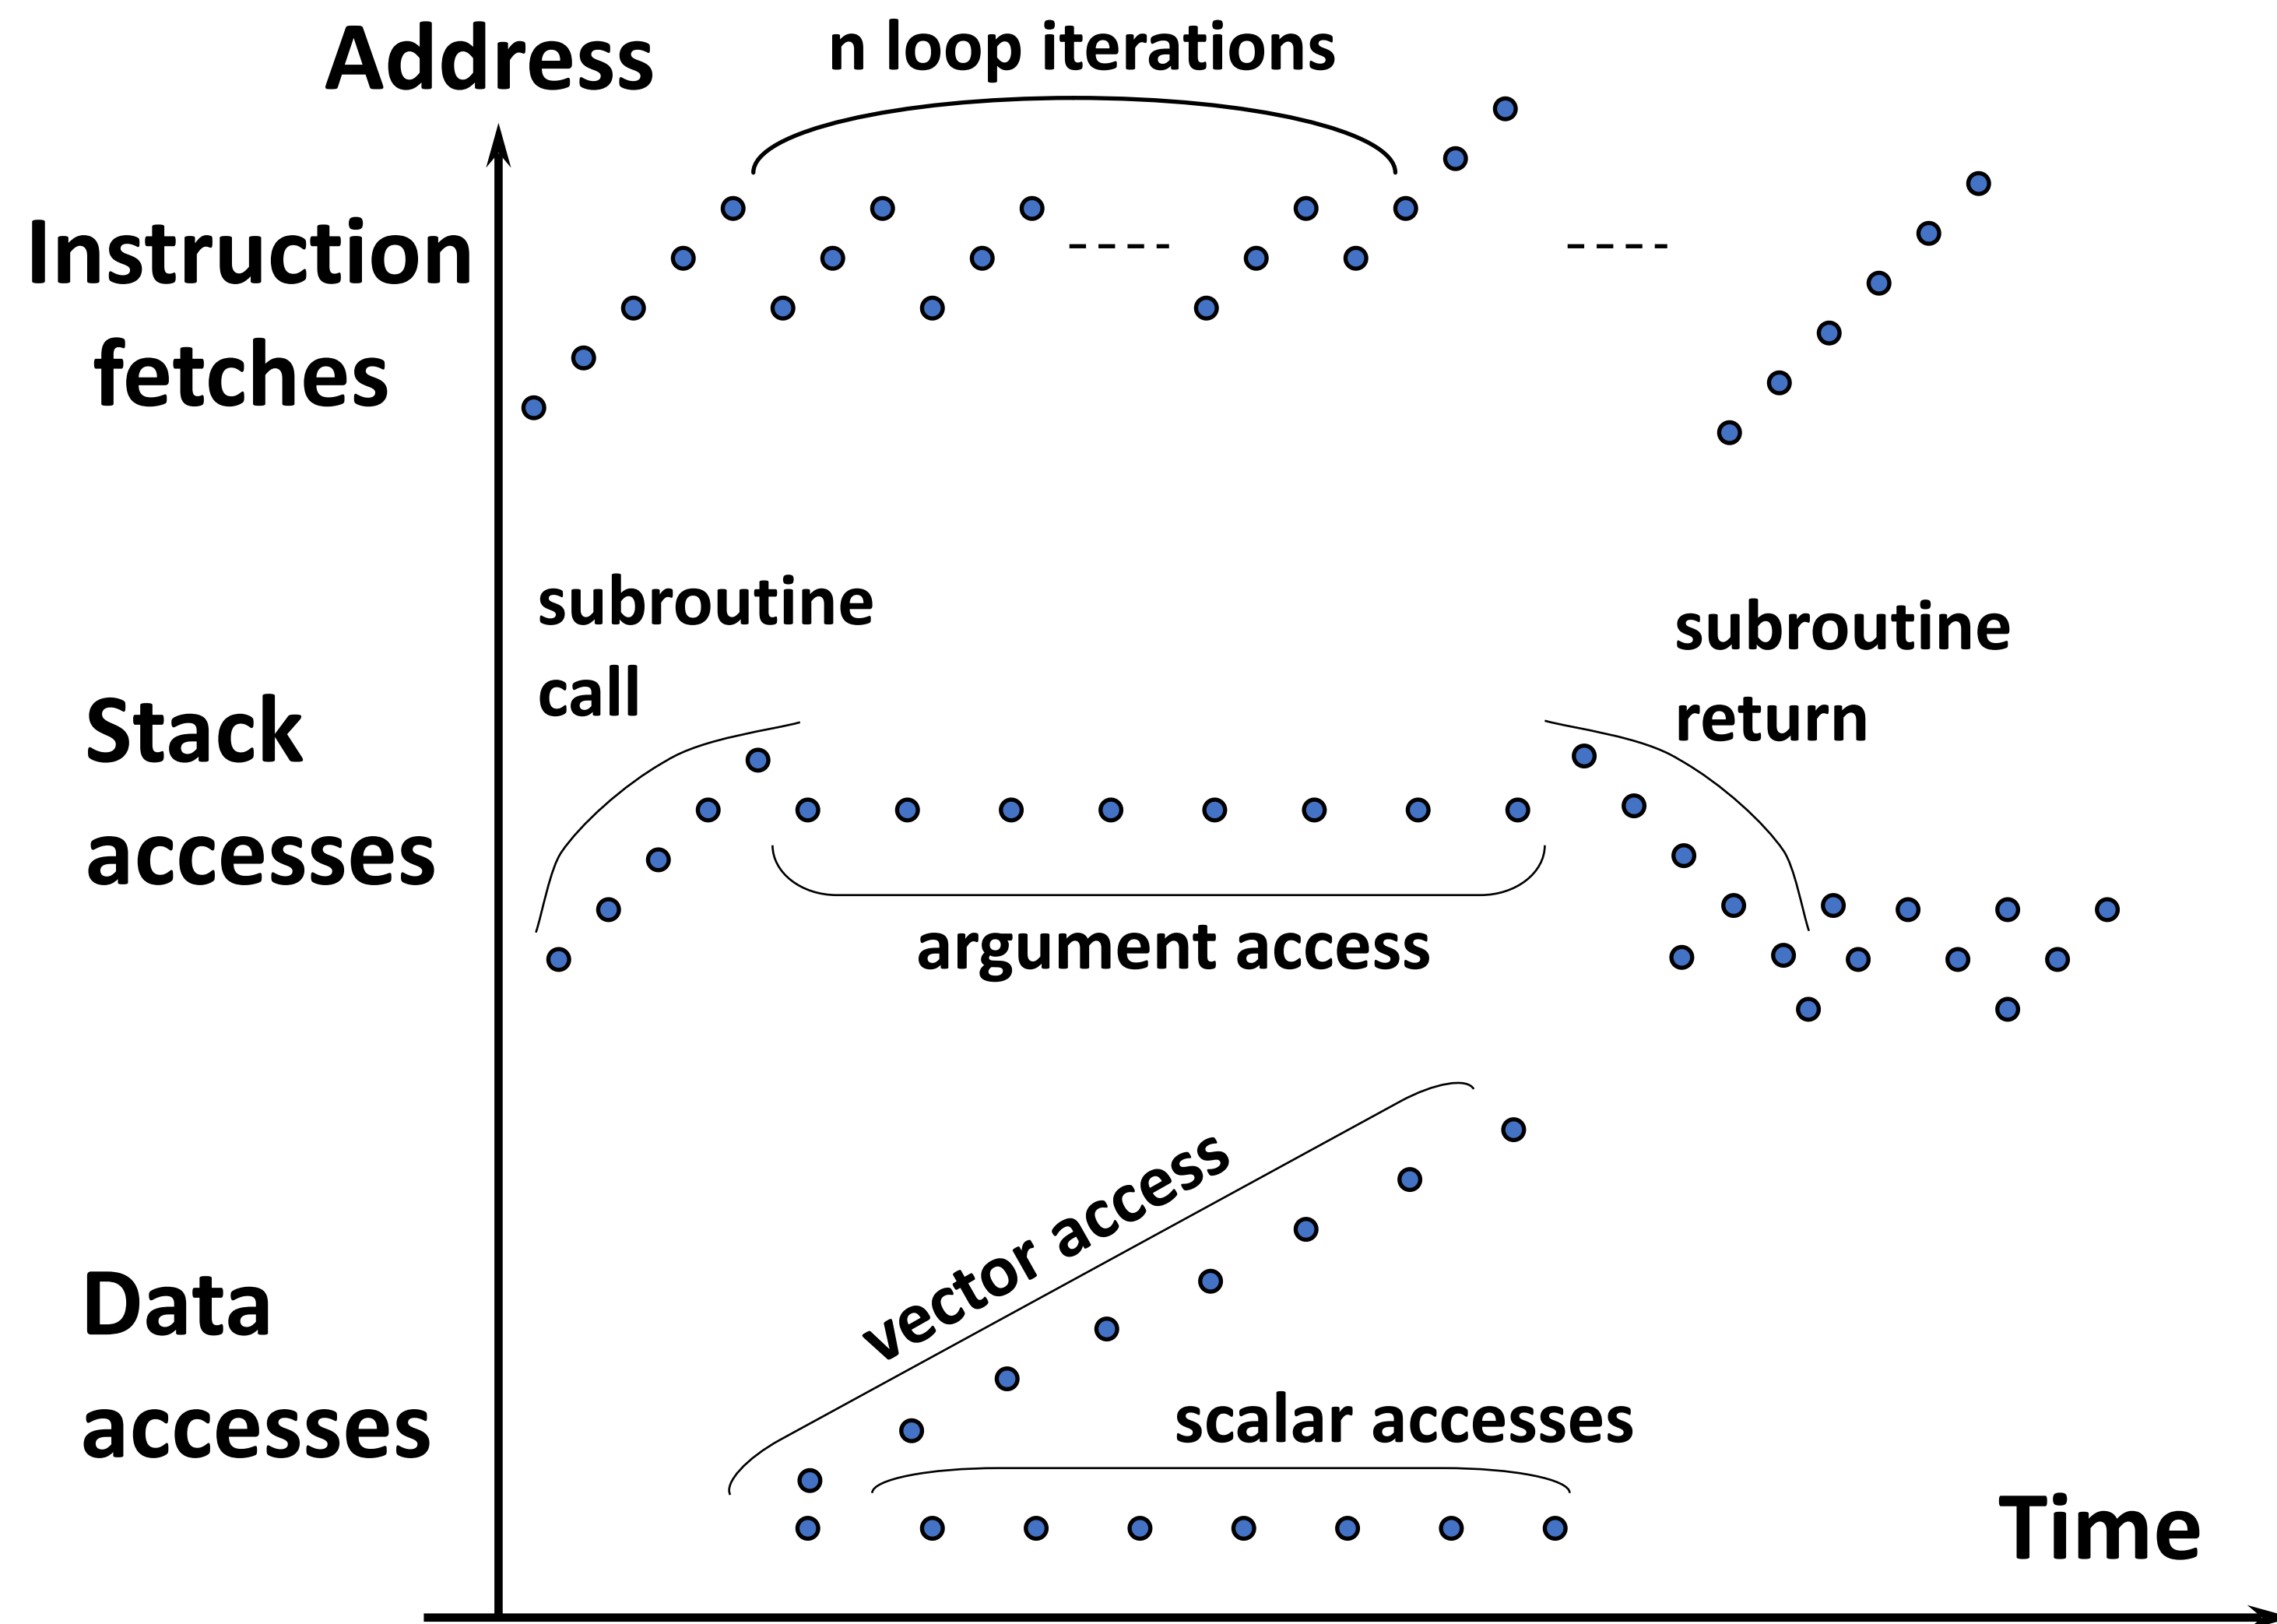 Address
n loop iterations
Instruction
fetches
subroutine
call
subroutine
return
Stack
accesses
argument access
vector access
Data
accesses
scalar accesses
Time